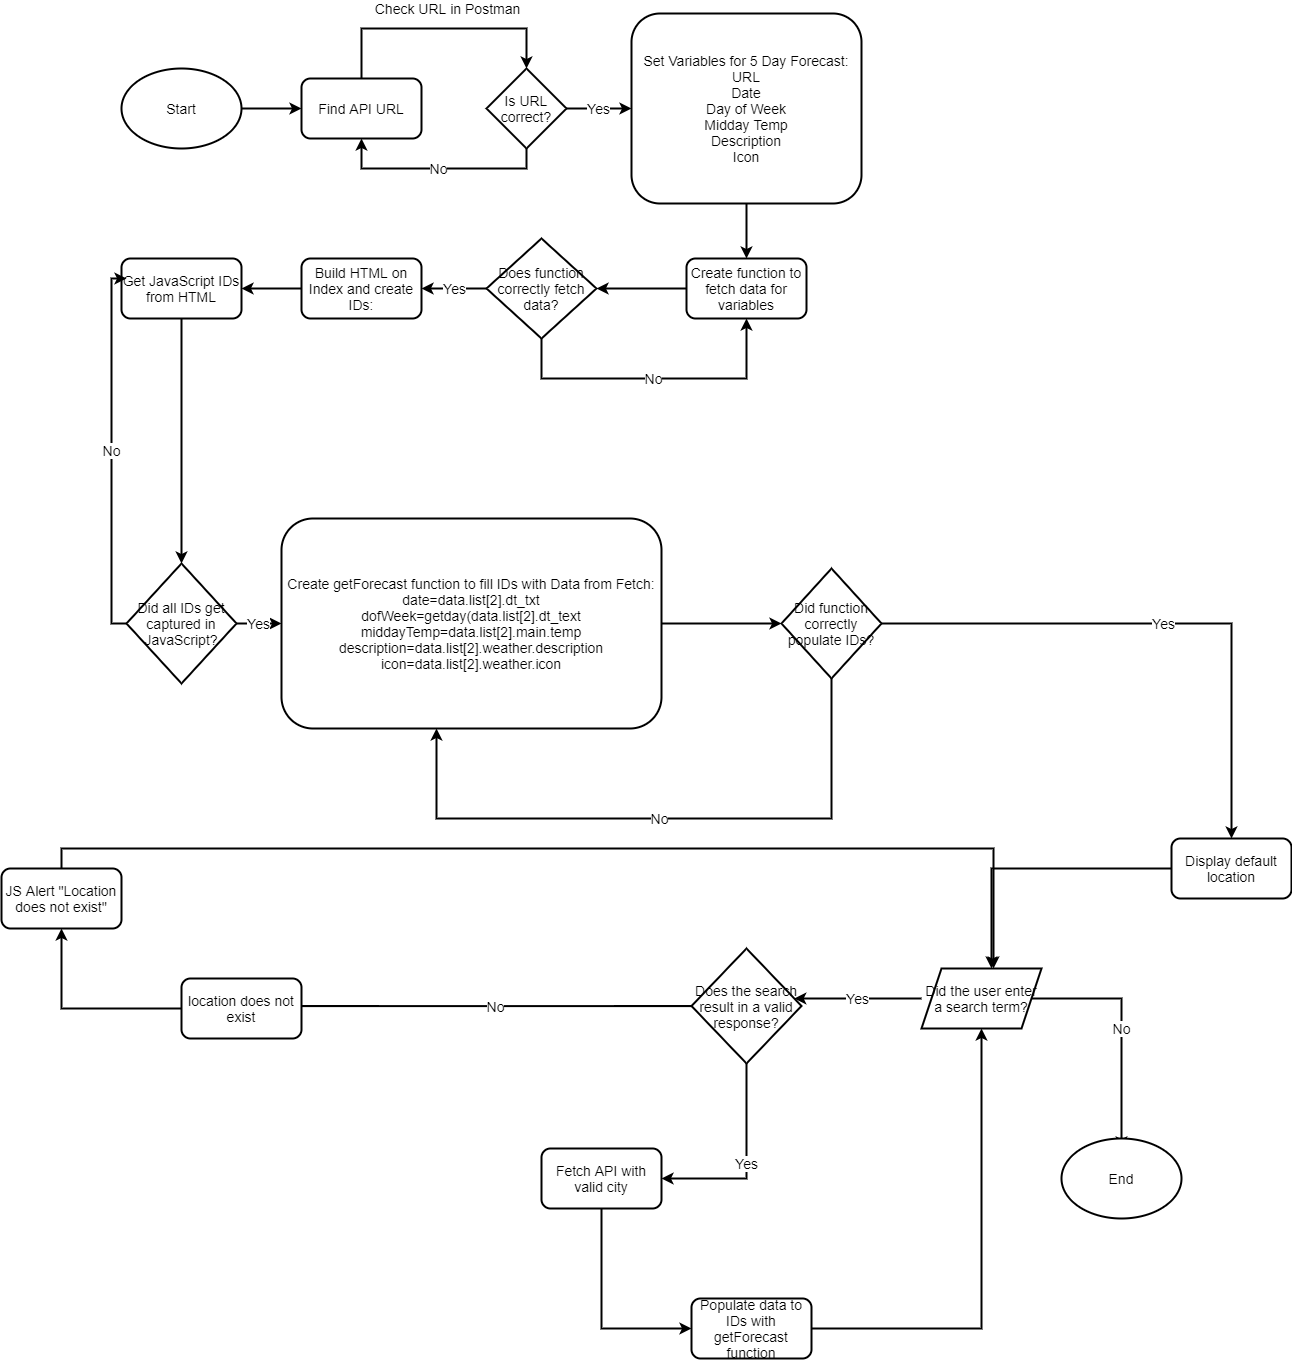 Check URL in Postman
Start
Find API URL
Is URL
correct?
Yes
No
Set Variables for 5 Day Forecast:
URL
Date
Day of Week
Midday Temp
Description
Icon
Get JavaScript IDs
from HTML
Build HTML on
Index and create
IDs:
Yes
Does function
correctly fetch
data?
Create function to
fetch data for
variables
No
No
Did all IDs get
captured in
JavaScript?
Yes
Create getForecast function to fill IDs with Data from Fetch:
date=data.list[2].dt_txt
dofWeek=getday(data.list[2].dt_text
middayTemp=data.list[2].main.temp
description=data.list[2].weather.description
icon=data.list[2].weather.icon
Did function
correctly
populate IDs?
Yes
No
Display default
location
JS Alert "Location
does not exist"
location does not
exist
No
Does the search
result in a valid
response?
Yes
Did the user enter
a search term?
No
Yes
Fetch API with
valid city
End
Populate data to
IDs with
getForecast
function